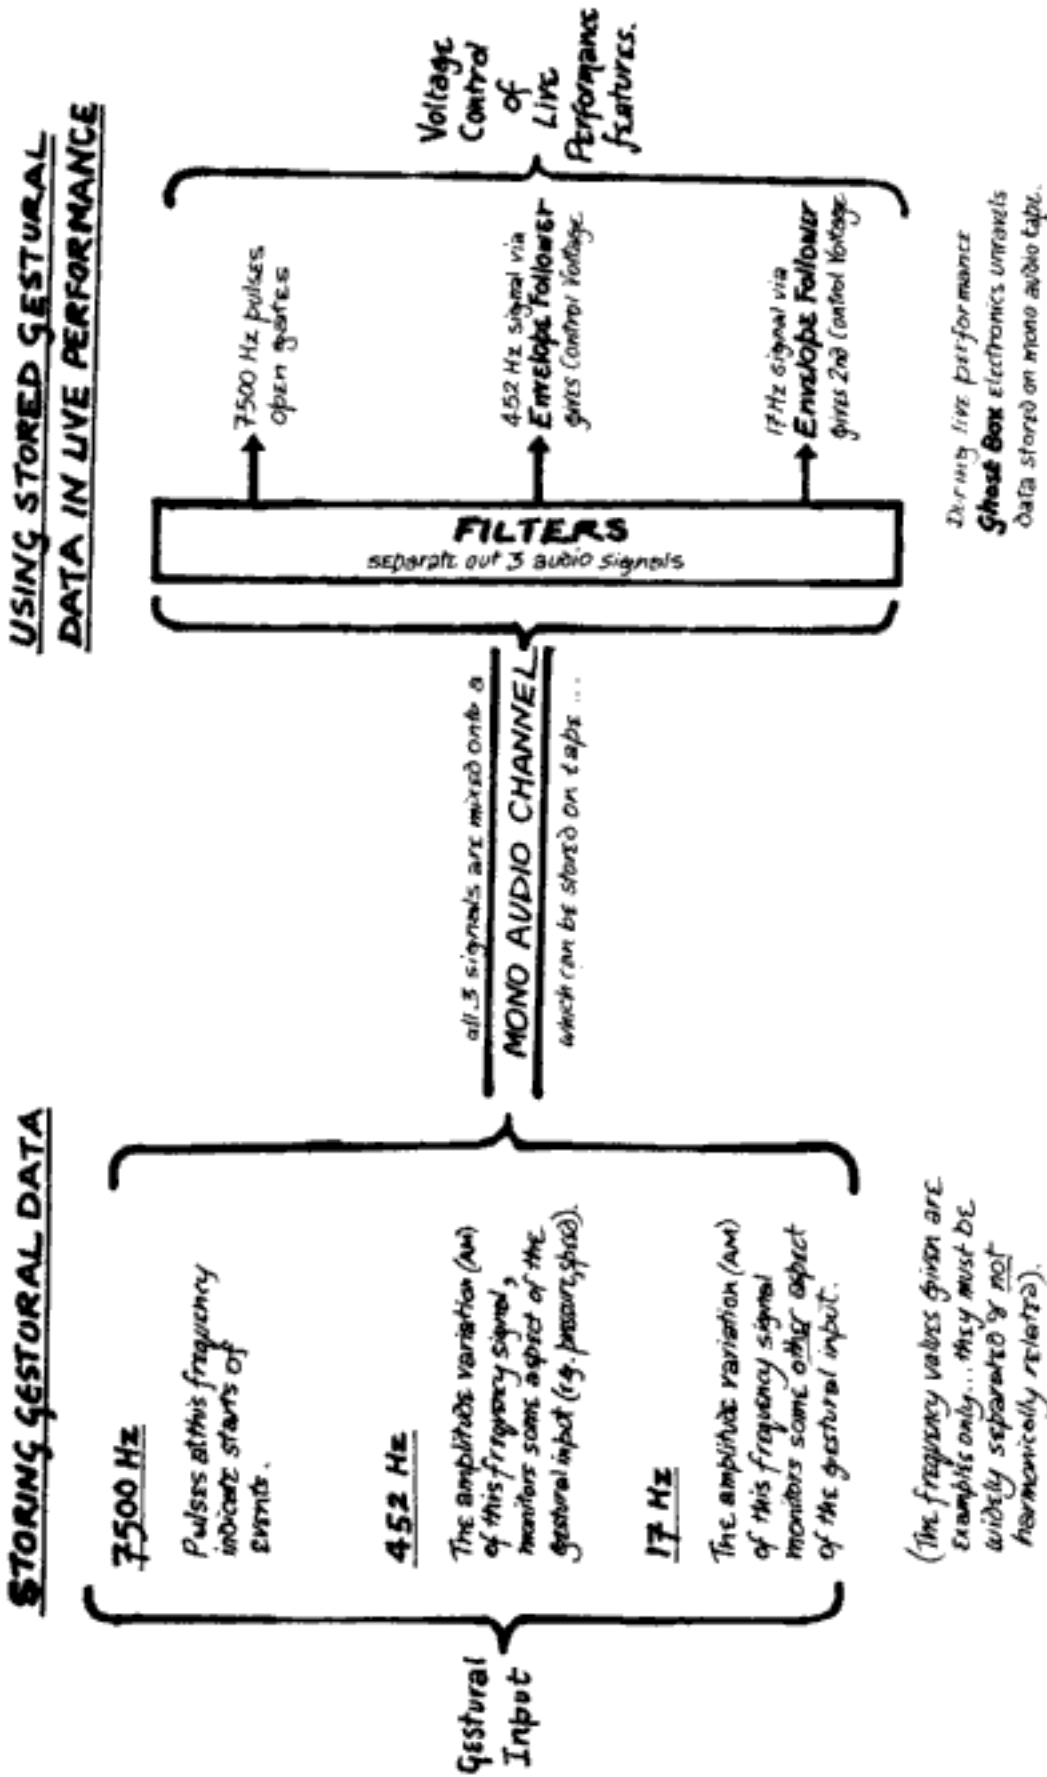 STORING GESTURAL DATA
Gestural
Input
7500 Hz
Pulses at this frequency
indicate starts of
events.
452 Hz
The amplitude variation (AM)
of this frequency signal,
monitors some aspect of the
gestural input (eg. pressure, speed).
17 Hz
The amplitude variation (AM)
of this frequency signal
monitors some other aspect
of the gestural input.
(The frequency values given are
examples only... they must be
widely separated & not
harmonically related).
all 3 signals are mixed onto a
MONO AUDIO CHANNEL
which can be stored on tape ...
USING STORED GESTURAL
DATA IN LIVE PERFORMANCE
FILTERS
separate out 3 audio signals
7500 Hz pulses
open gates
452 Hz signal via
Envelope Follower
gives Control Voltage
17 Hz signal via
Envelope Follower
gives 2nd Control Voltage
Voltage
Control
of
Live
Performance
features.
During live performance
Ghost Box electronics unravels
data stored on mono audio tape.